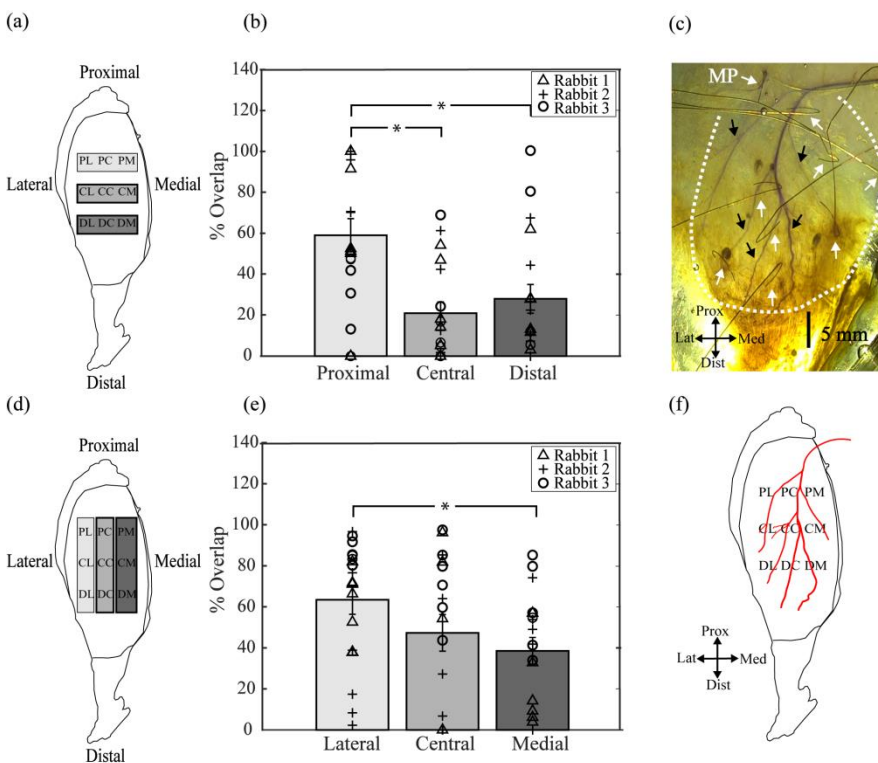 (a)
Proximal
PL PC PM
Lateral
CL CC CM
Medial
DL DC DM
Distal
(b)
140
120
100
80
60
40
20
0
% Overlap
Rabbit 1
Rabbit 2
Rabbit 3
*
*
Proximal Central Distal
(c)
MP
Prox
Lat Med
Dist
5 mm
(d)
Proximal
PL PC PM
Lateral
CL CC CM
Medial
DL DC DM
Distal
(e)
140
120
100
80
60
40
20
0
% Overlap
Rabbit 1
Rabbit 2
Rabbit 3
*
Lateral Central Medial
(f)
PL PC PM
CL CC CM
DL DC DM
Prox
Lat Med
Dist